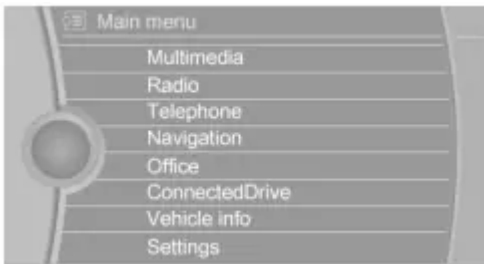 Main menu
Multimedia
Radio
Telephone
Navigation
Office
ConnectedDrive
Vehicle info
Settings